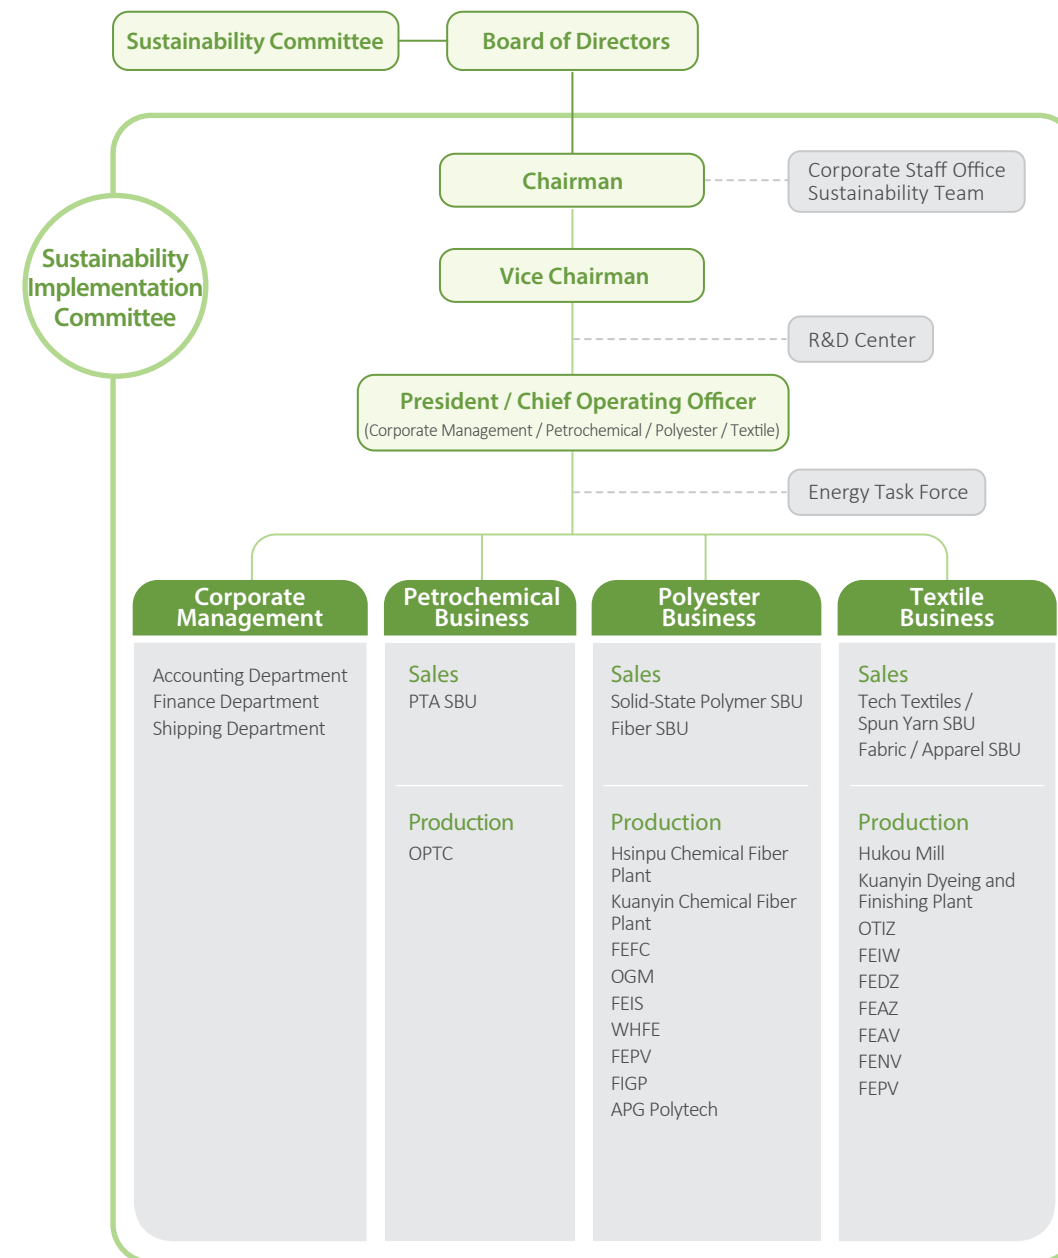 Sustainability Committee
Board of Directors
Chairman
Corporate Staff Office
Sustainability Team
Sustainability
Implementation
Committee
Vice Chairman
R&D Center
President / Chief Operating Officer
(Corporate Management / Petrochemical / Polyester / Textile)
Energy Task Force
Corporate
Management
Accounting Department
Finance Department
Shipping Department
Petrochemical
Business
Sales
PTA SBU
Production
OPTC
Polyester
Business
Sales
Solid-State Polymer SBU
Fiber SBU
Production
Hsinpu Chemical Fiber
Plant
Kuanyin Chemical Fiber
Plant
FEFC
OGM
FEIS
WHFE
FEPV
FIGP
APG Polytech
Textile
Business
Sales
Tech Textiles /
Spun Yarn SBU
Fabric / Apparel SBU
Production
Hukou Mill
Kuanyin Dyeing and
Finishing Plant
OTIZ
FEIW
FEDZ
FEAZ
FEAV
FENV
FEPV